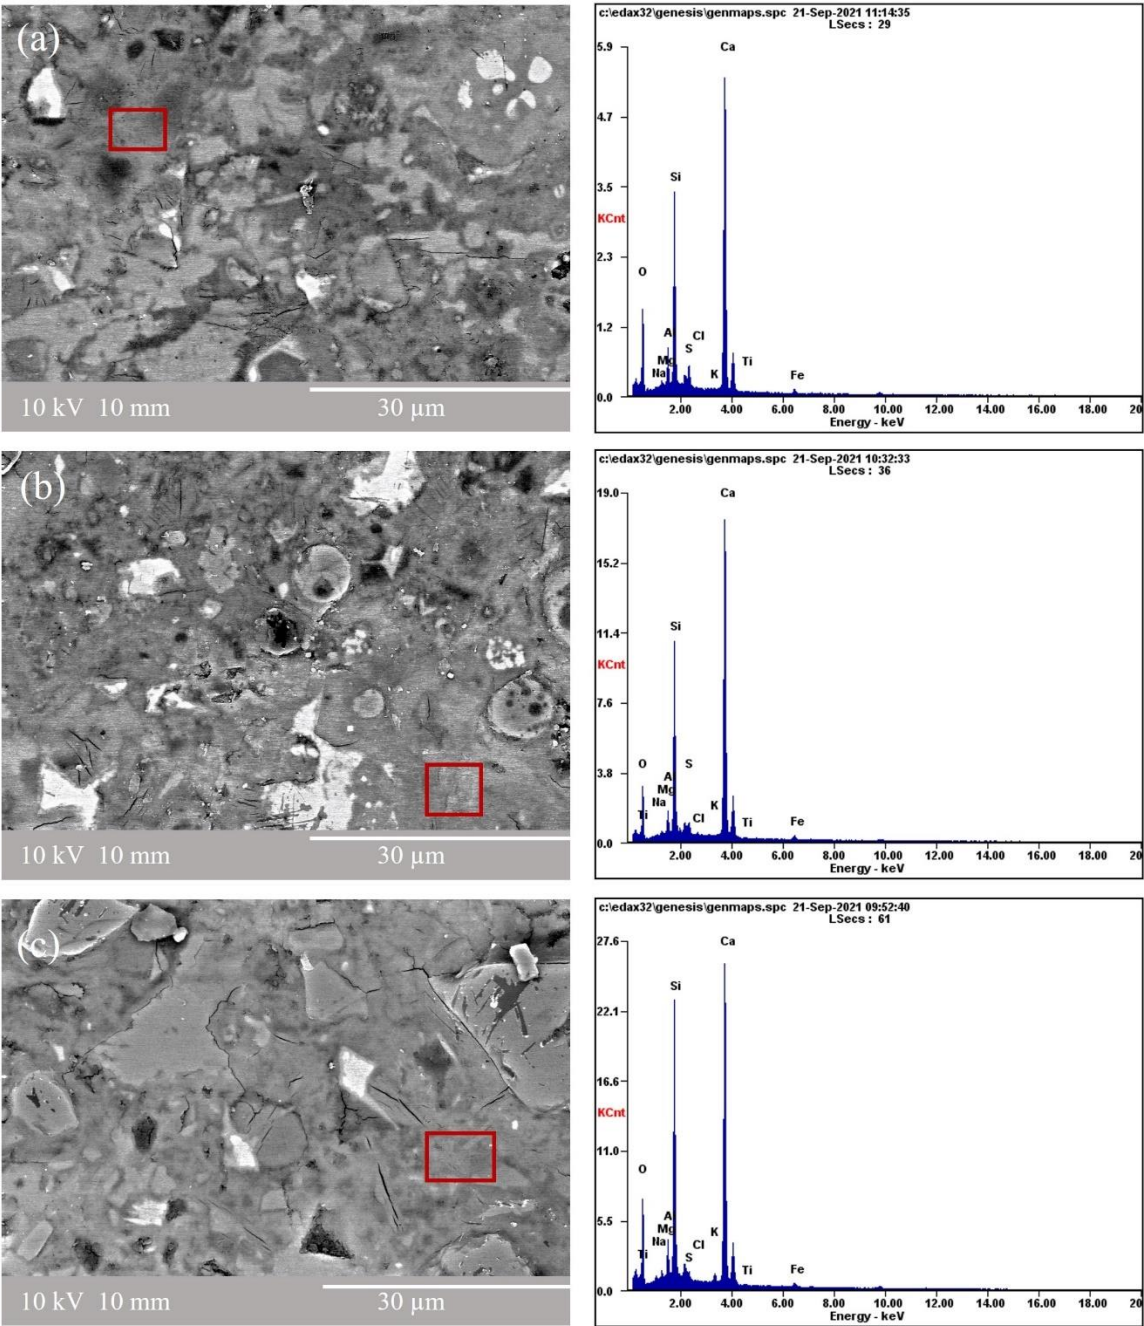 (a)
10 kV 10 mm 30 µm
c:\edax32\genesis\genmaps.spc 21-Sep-2021 11:14:35
LSecs : 29
5.9
4.7
3.5
KCnt
2.3
1.2
0.0
Ca
Si
O
Al
Cl
S
Mg
Na
K
Ti
Fe
2.00 4.00 6.00 8.00 10.00 12.00 14.00 16.00 18.00 20
Energy - keV
(b)
10 kV 10 mm 30 µm
c:\edax32\genesis\genmaps.spc 21-Sep-2021 10:32:33
LSecs : 36
19.0
15.2
11.4
KCnt
7.6
3.8
0.0
Ca
Si
O
S
Al
Mg
Na
K
Ti
Cl
Ti
Fe
2.00 4.00 6.00 8.00 10.00 12.00 14.00 16.00 18.00 20
Energy - keV
(c)
10 kV 10 mm 30 µm
c:\edax32\genesis\genmaps.spc 21-Sep-2021 09:52:40
LSecs : 61
27.6
22.1
16.6
KCnt
11.0
5.5
0.0
Ca
Si
O
Al
Mg
K
Na
Cl
Ti
S
Ti
Fe
2.00 4.00 6.00 8.00 10.00 12.00 14.00 16.00 18.00 20
Energy - keV